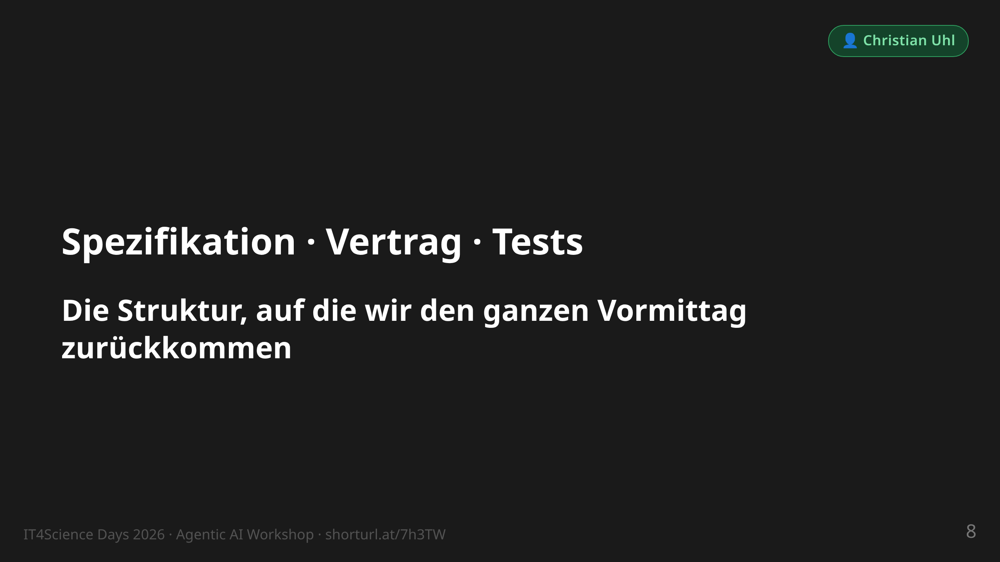 👤 Christian Uhl
Spezifikation · Vertrag · Tests
Die Struktur, auf die wir den ganzen Vormittag
zurückkommen
IT4Science Days 2026 · Agentic AI Workshop · shorturl.at/7h3TW
8